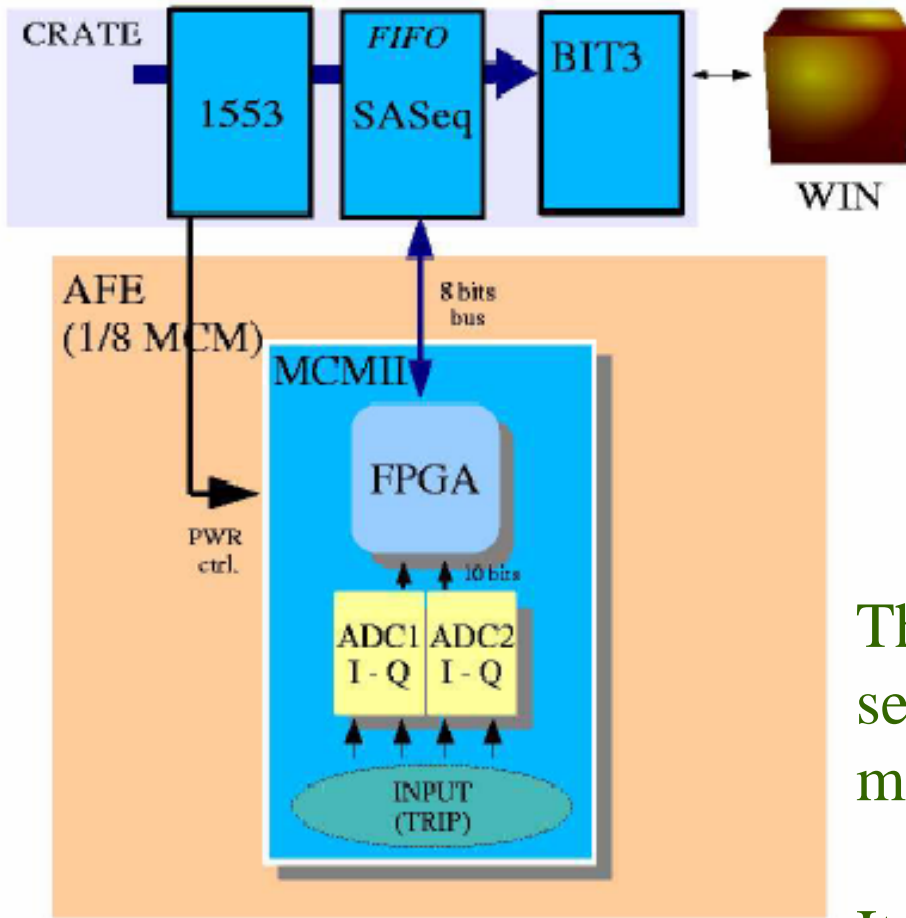 CRATE
1553
FIFO
SASeq
BIT3
WIN
AFE
(1/8 MCM)
8 bits
bus
MCMII
FPGA
PWR
ctrl.
10 bits
ADC1
I - Q
ADC2
I - Q
INPUT
(TRIP)